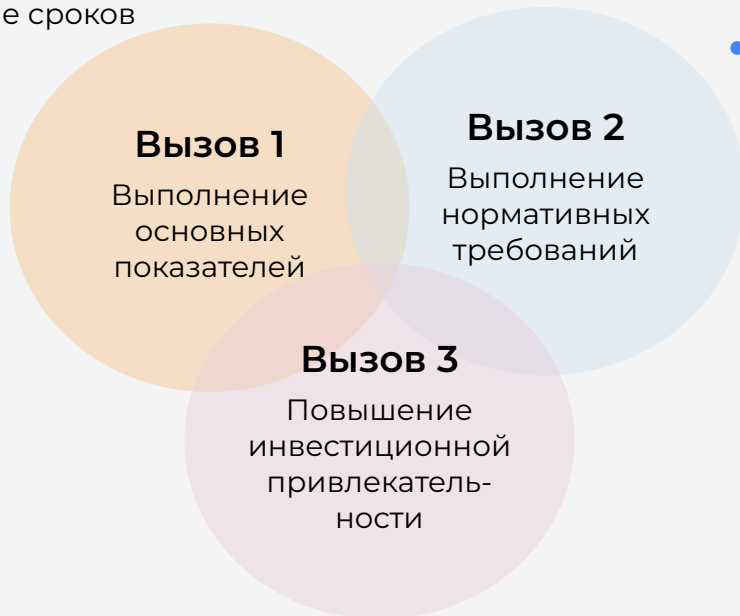 е сроков
Вызов 1
Выполнение
основных
показателей
Вызов 2
Выполнение
нормативных
требований
Вызов 3
Повышение
инвестиционной
привлекатель-
ности